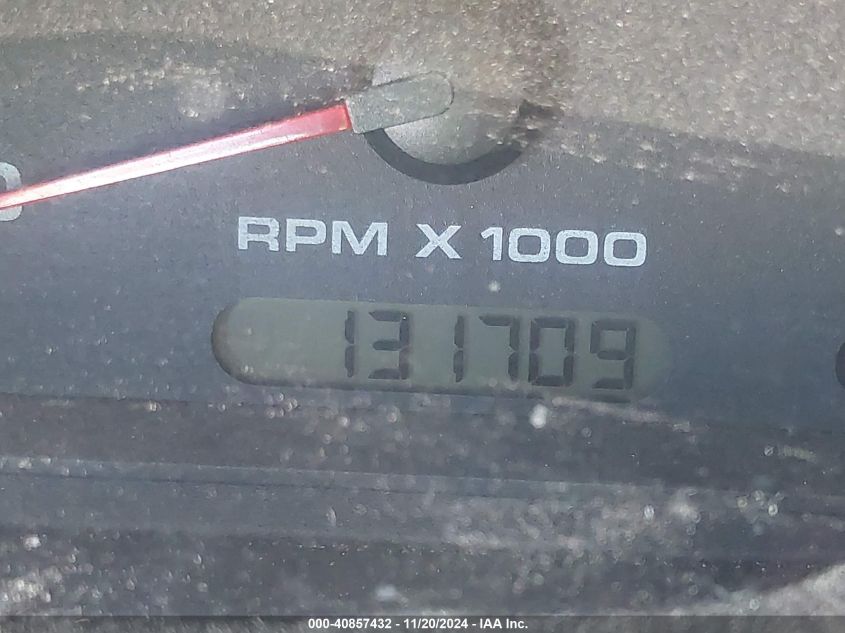 RPM X 1000
131709
000-40857432 - 11/20/2024 - IAA Inc.